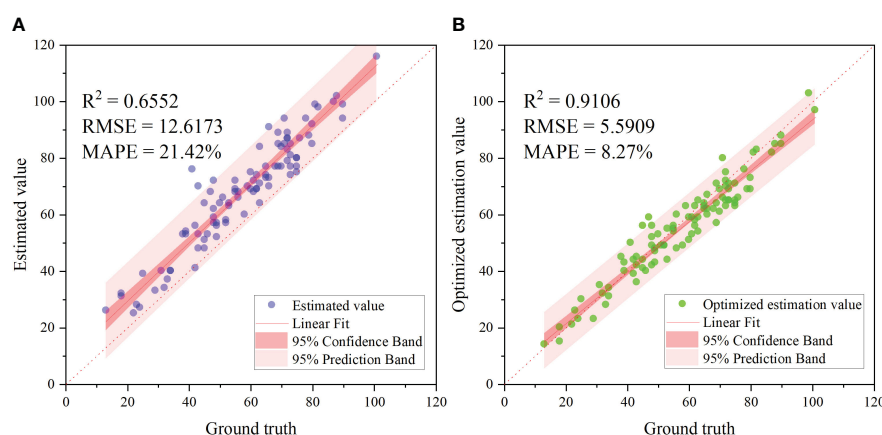 A
120
100
80
60
40
20
0
Estimated value
R² = 0.6552
RMSE = 12.6173
MAPE = 21.42%
Estimated value
Linear Fit
95% Confidence Band
95% Prediction Band
0 20 40 60 80 100 120
Ground truth
B
120
100
80
60
40
20
0
Optimized estimation value
R² = 0.9106
RMSE = 5.5909
MAPE = 8.27%
Optimized estimation value
Linear Fit
95% Confidence Band
95% Prediction Band
0 20 40 60 80 100 120
Ground truth